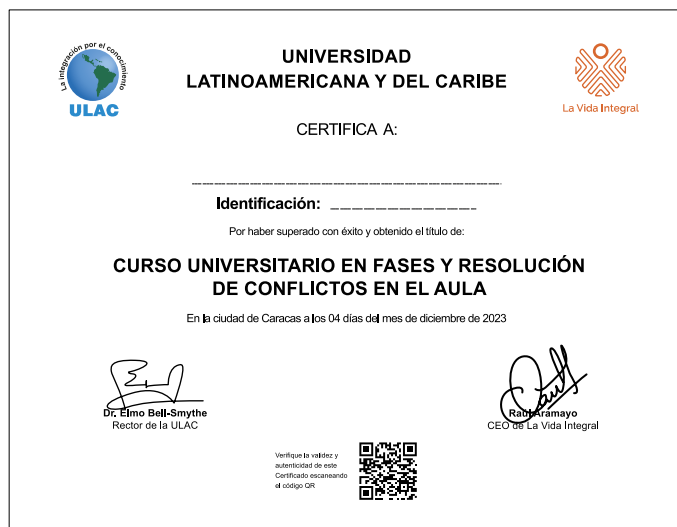 La integración por el conocimiento
ULAC
UNIVERSIDAD
LATINOAMERICANA Y DEL CARIBE
La Vida Integral
CERTIFICA A:
Identificación:
Por haber superado con éxito y obtenido el título de:
CURSO UNIVERSITARIO EN FASES Y RESOLUCIÓN
DE CONFLICTOS EN EL AULA
En la ciudad de Caracas a los 04 días del mes de diciembre de 2023
Dr. Elmo Bell-Smythe
Rector de la ULAC
Raúl Aramayo
CEO de La Vida Integral
Verifique la validez y
autenticidad de este
Certificado escaneando
el código QR